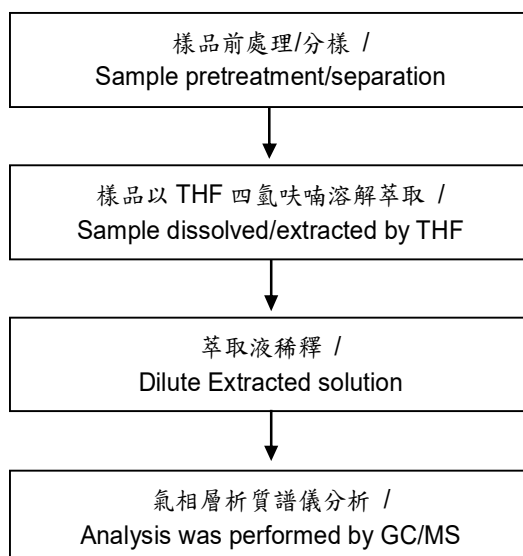 樣品前處理/分樣 /
Sample pretreatment/separation
樣品以 THF 四氫呋喃溶解萃取 /
Sample dissolved/extracted by THF
萃取液稀釋 /
Dilute Extracted solution
氣相層析質譜儀分析 /
Analysis was performed by GC/MS